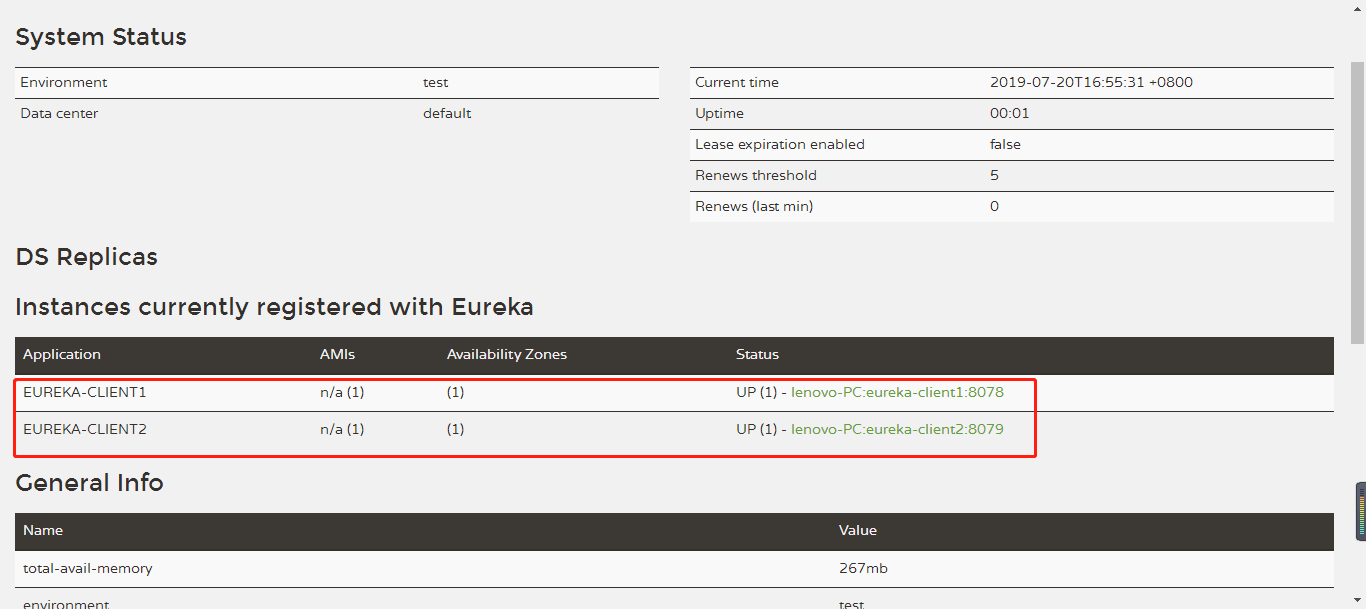 System Status
Environment test
Data center default
Current time 2019-07-20T16:55:31 +0800
Uptime 00:01
Lease expiration enabled false
Renews threshold 5
Renews (last min) 0
DS Replicas
Instances currently registered with Eureka
Application AMIs Availability Zones Status
EUREKA-CLIENT1 n/a (1) (1) UP (1) - lenovo-PC:eureka-client1:8078
EUREKA-CLIENT2 n/a (1) (1) UP (1) - lenovo-PC:eureka-client2:8079
General Info
Name Value
total-avail-memory 267mb
environment test